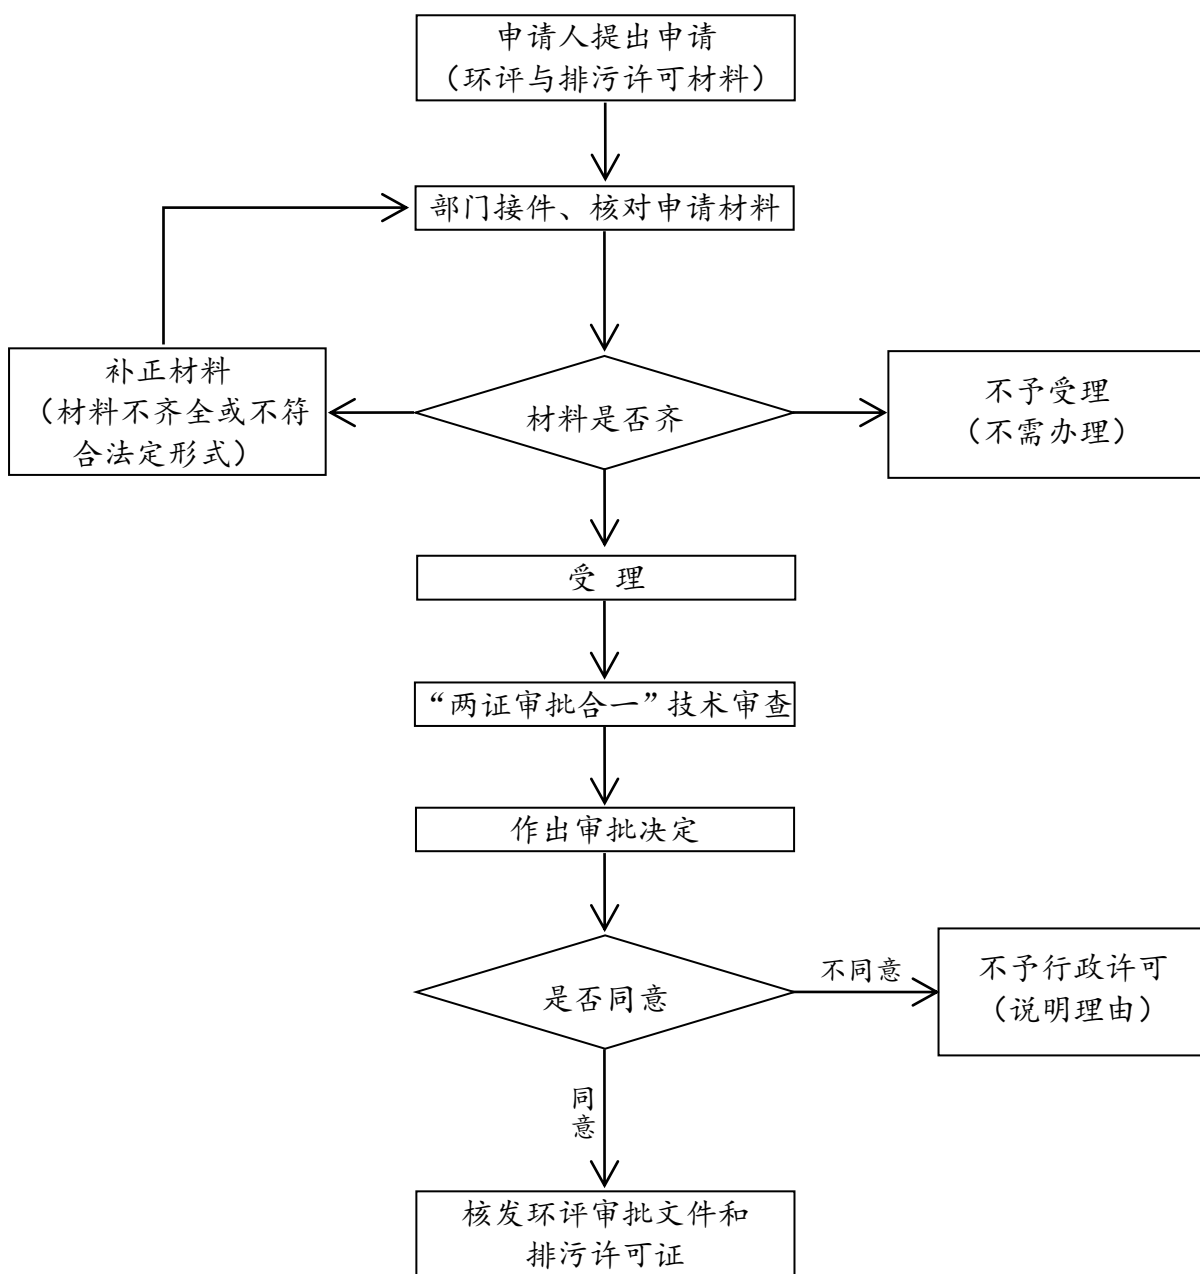 申请人提出申请
（环评与排污许可材料）
部门接件、核对申请材料
补正材料
（材料不齐全或不符
合法定形式）
材料是否齐
不予受理
（不需办理）
受 理
“两证审批合一”技术审查
作出审批决定
是否同意
不同意
不予行政许可
（说明理由）
同
意
核发环评审批文件和
排污许可证